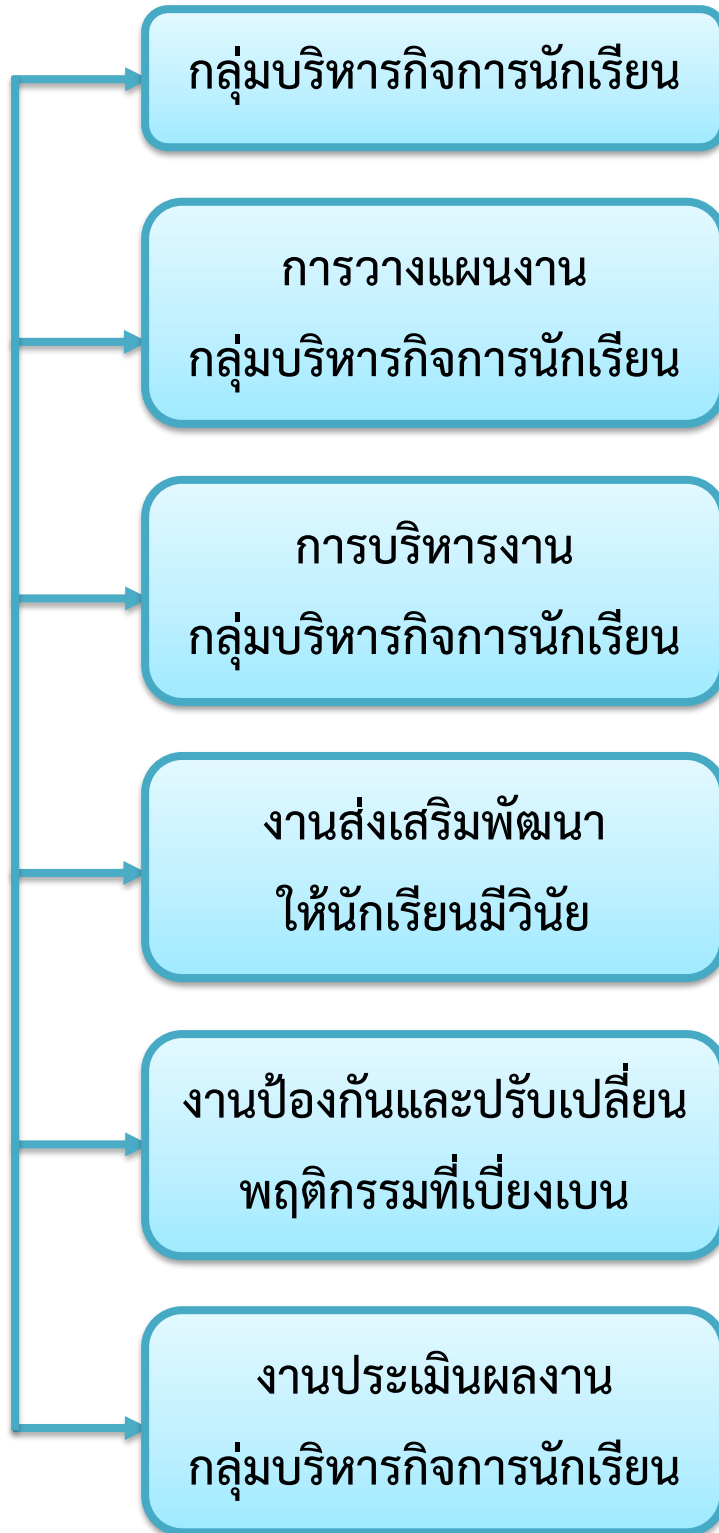 กลุ่มบริหารกิจการนักเรียน
การวางแผนงาน
กลุ่มบริหารกิจการนักเรียน
การบริหารงาน
กลุ่มบริหารกิจการนักเรียน
งานส่งเสริมพัฒนา
ให้นักเรียนมีวินัย
งานป้องกันและปรับเปลี่ยน
พฤติกรรมที่เบี่ยงเบน
งานประเมินผลงาน
กลุ่มบริหารกิจการนักเรียน